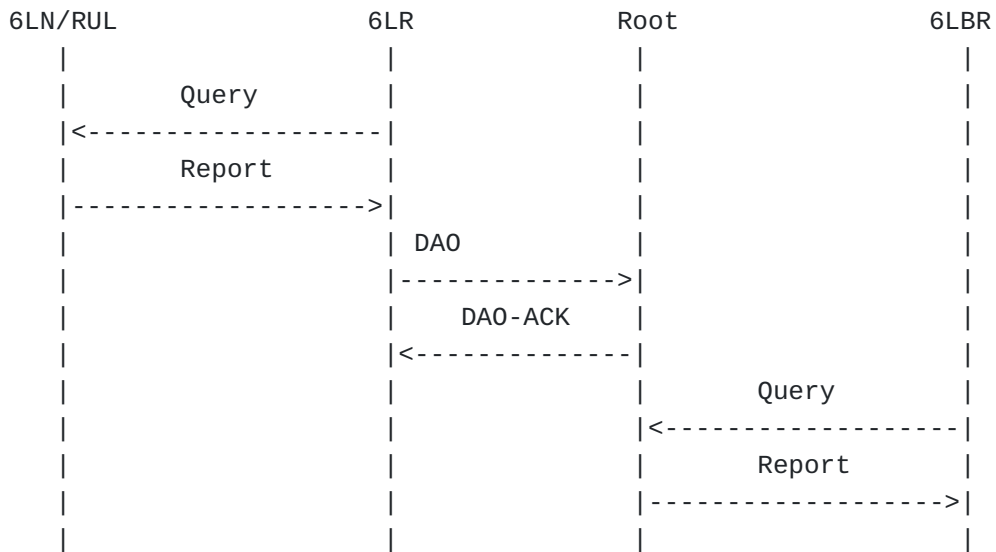 6LN/RUL 6LR Root 6LBR
Query
Report
DAO
DAO-ACK
Query
Report